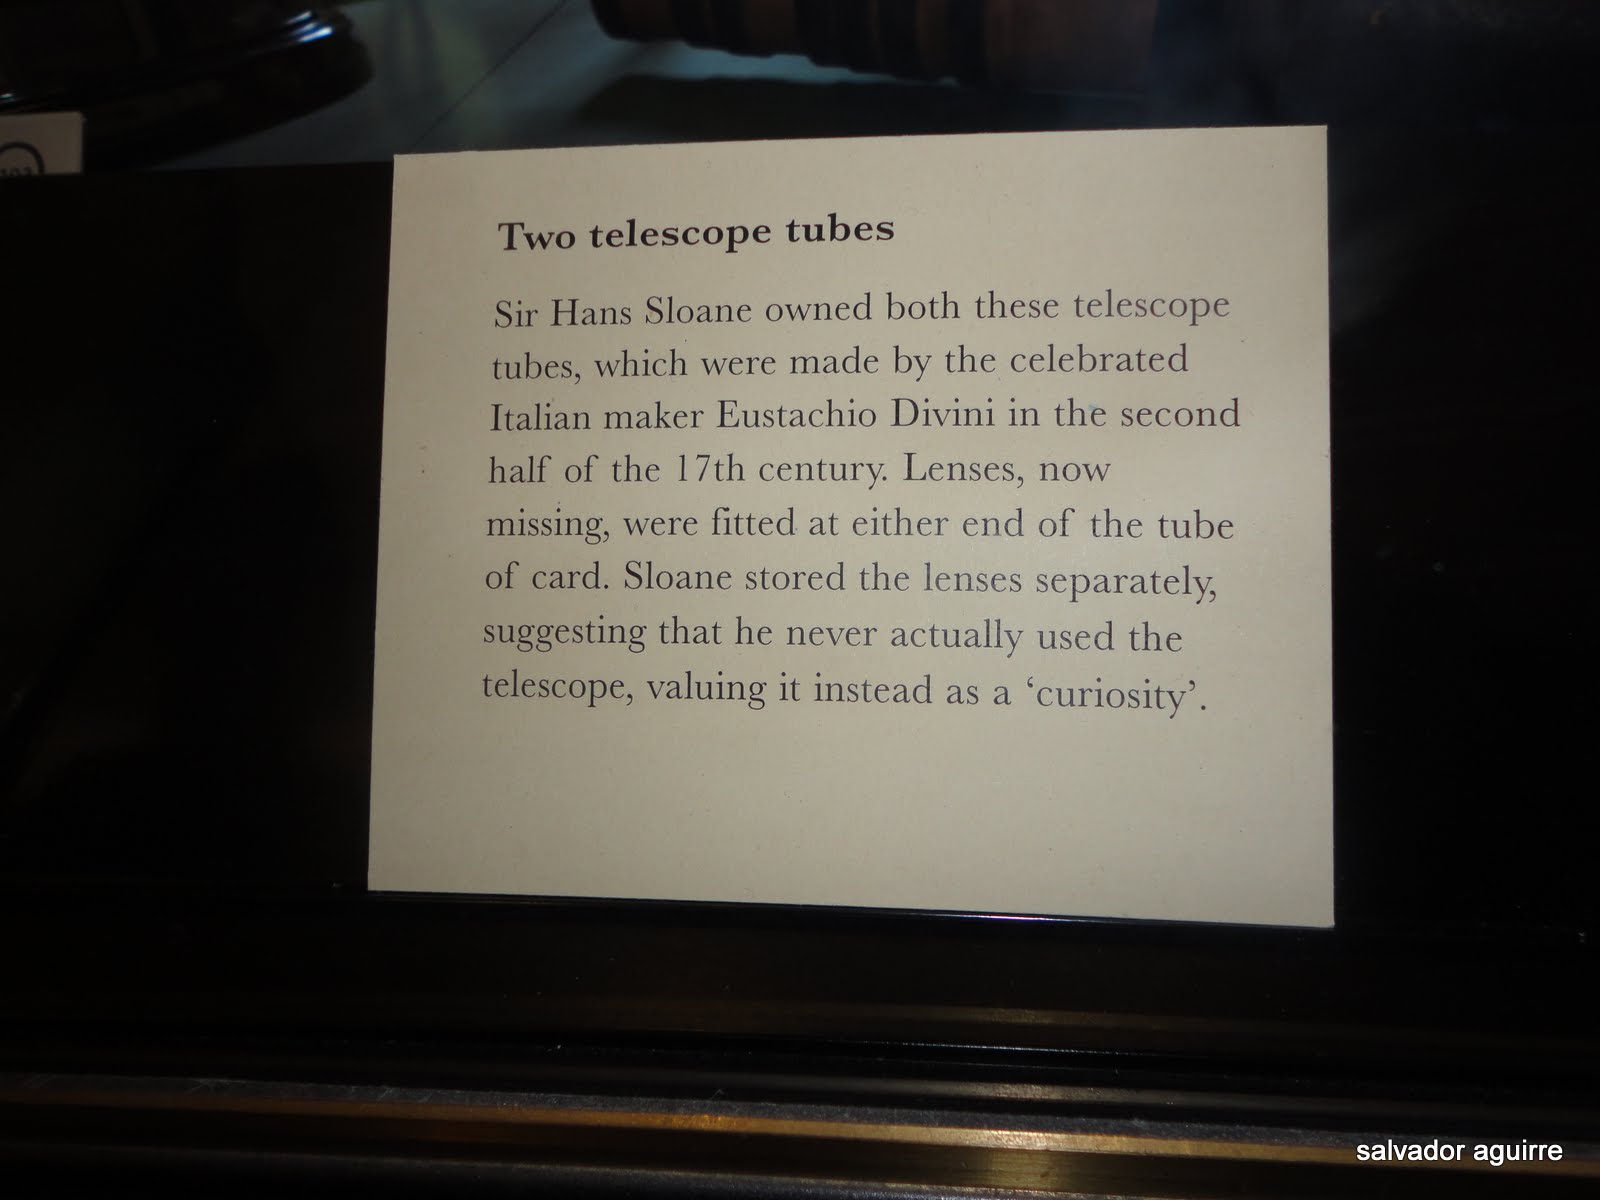 Two telescope tubes
Sir Hans Sloane owned both these telescope
tubes, which were made by the celebrated
Italian maker Eustachio Divini in the second
half of the 17th century. Lenses, now
missing, were fitted at either end of the tube
of card. Sloane stored the lenses separately,
suggesting that he never actually used the
telescope, valuing it instead as a ‘curiosity’.
salvador aguirre